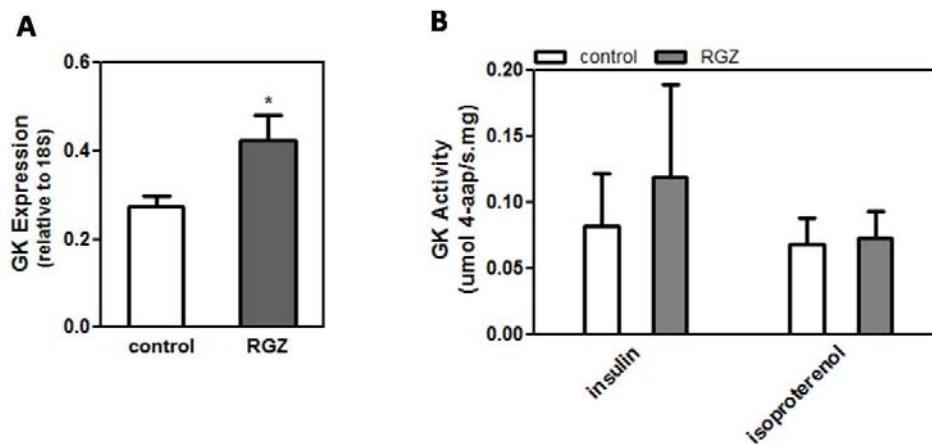 A
GK Expression
(relative to 18S)
0.6
0.4
0.2
0.0
*
control
RGZ
B
control
RGZ
GK Activity
(umol 4-aap/s.mg)
0.20
0.15
0.10
0.05
0.00
insulin
isoproterenol